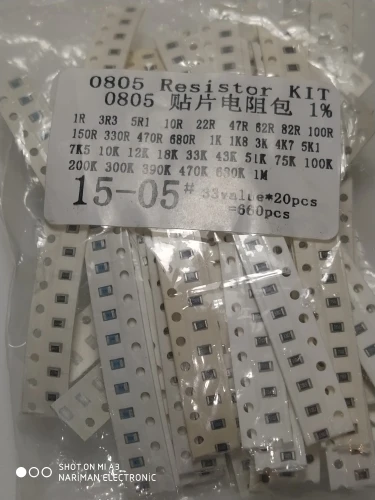 0805 Resistor KIT
0805 贴片电阻包 1%
1R 3R3 5R1 10R 22R 47R 62R 82R 100R
150R 330R 470R 680R 1K 1K8 3K 4K7 5K1
7K5 10K 12K 18K 33K 43K 51K 75K 100K
200K 300K 390K 470K 680K 1M
15-05# 33value*20pcs
=660pcs
SHOT ON MI A3
NARIMAN ELECTRONIC